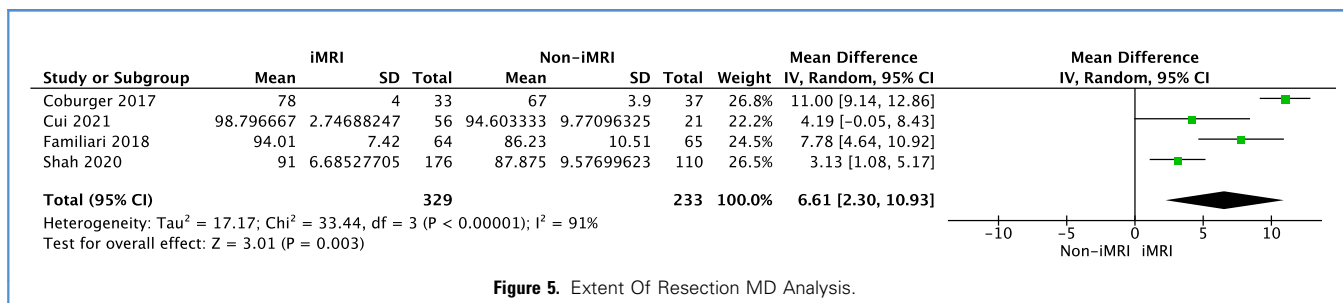 iMRI Non-iMRI Mean Difference Mean Difference
Study or Subgroup Mean SD Total Mean SD Total Weight IV, Random, 95% CI IV, Random, 95% CI
Coburger 2017 78 4 33 67 3.9 37 26.8% 11.00 [9.14, 12.86]
Cui 2021 98.796667 2.74688247 56 94.603333 9.77096325 21 22.2% 4.19 [-0.05, 8.43]
Familiari 2018 94.01 7.42 64 86.23 10.51 65 24.5% 7.78 [4.64, 10.92]
Shah 2020 91 6.68527705 176 87.875 9.57699623 110 26.5% 3.13 [1.08, 5.17]
Total (95% CI) 329 233 100.0% 6.61 [2.30, 10.93]
Heterogeneity: Tau² = 17.17; Chi² = 33.44, df = 3 (P < 0.00001); I² = 91%
Test for overall effect: Z = 3.01 (P = 0.003)
-10 -5 0 5 10
Non-iMRI iMRI
Figure 5. Extent Of Resection MD Analysis.